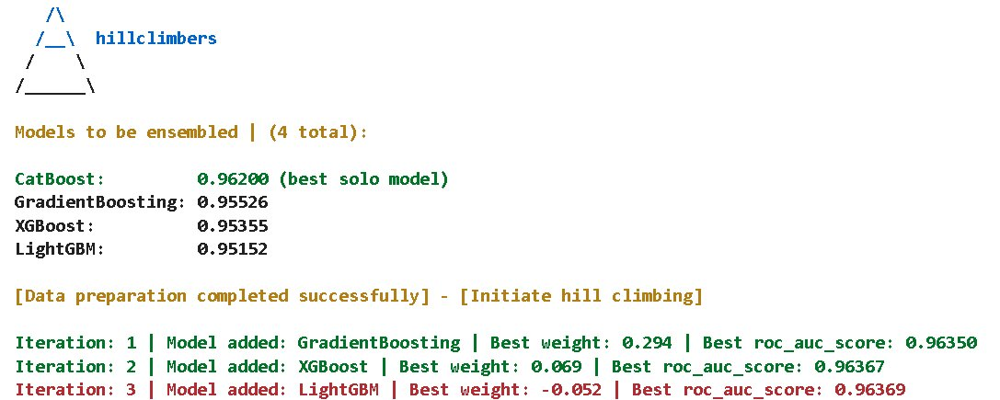 hillclimbers
Models to be ensembled | (4 total):
CatBoost: 0.96200 (best solo model)
GradientBoosting: 0.95526
XGBoost: 0.95355
LightGBM: 0.95152
[Data preparation completed successfully] - [Initiate hill climbing]
Iteration: 1 | Model added: GradientBoosting | Best weight: 0.294 | Best roc_auc_score: 0.96350
Iteration: 2 | Model added: XGBoost | Best weight: 0.069 | Best roc_auc_score: 0.96367
Iteration: 3 | Model added: LightGBM | Best weight: -0.052 | Best roc_auc_score: 0.96369